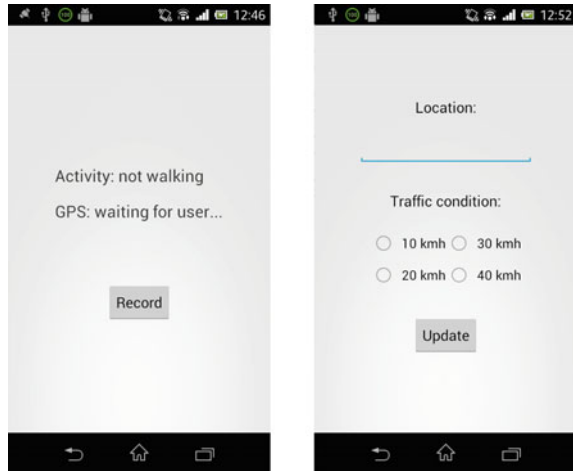 12:46
Activity: not walking
GPS: waiting for user...
Record
12:52
Location:
Traffic condition:
10 kmh 30 kmh
20 kmh 40 kmh
Update